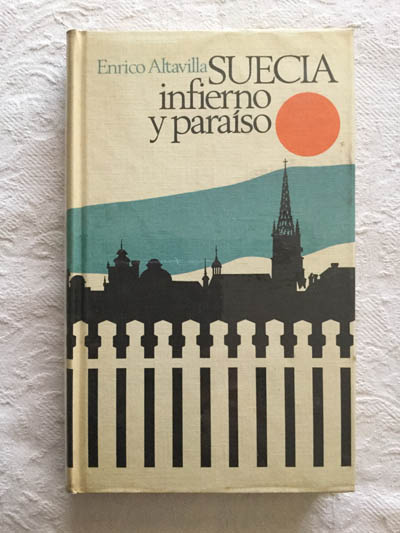 Enrico Altavilla SUECIA
infierno
y paraíso